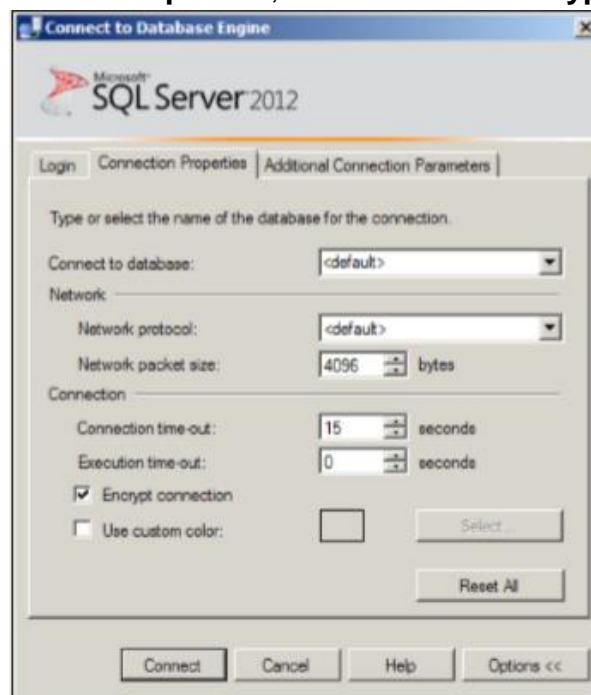 Connect to Database Engine
Microsoft
SQL Server 2012
Login Connection Properties Additional Connection Parameters
Type or select the name of the database for the connection.
Connect to database: <default>
Network
Network protocol: <default>
Network packet size: 4096 bytes
Connection
Connection time-out: 15 seconds
Execution time-out: 0 seconds
Encrypt connection
Use custom color: Select...
Reset All
Connect Cancel Help Options <<